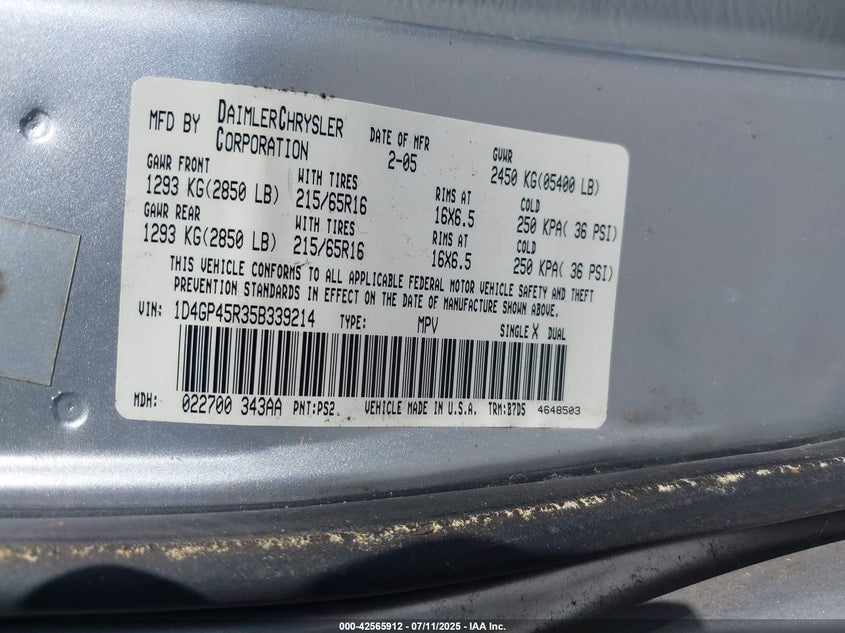 MFD BY DAIMLERCHRYSLER CORPORATION
DATE OF MFR 2-05
GVWR 2450 KG(05400 LB)
GAWR FRONT WITH TIRES RIMS AT COLD
1293 KG(2850 LB) 215/65R16 16X6.5 250 KPA( 36 PSI)
GAWR REAR WITH TIRES RIMS AT COLD
1293 KG(2850 LB) 215/65R16 16X6.5 250 KPA( 36 PSI)
THIS VEHICLE CONFORMS TO ALL APPLICABLE FEDERAL MOTOR VEHICLE SAFETY AND THEFT
PREVENTION STANDARDS IN EFFECT ON THE DATE OF MANUFACTURE SHOWN ABOVE.
VIN: 1D4GP45R35B339214 TYPE: MPV SINGLE X DUAL
MDH: 022700 343AA PNT:PS2. VEHICLE MADE IN U.S.A. TRM:B7D5 4648503
000-42565912 - 07/11/2025 - IAA Inc.